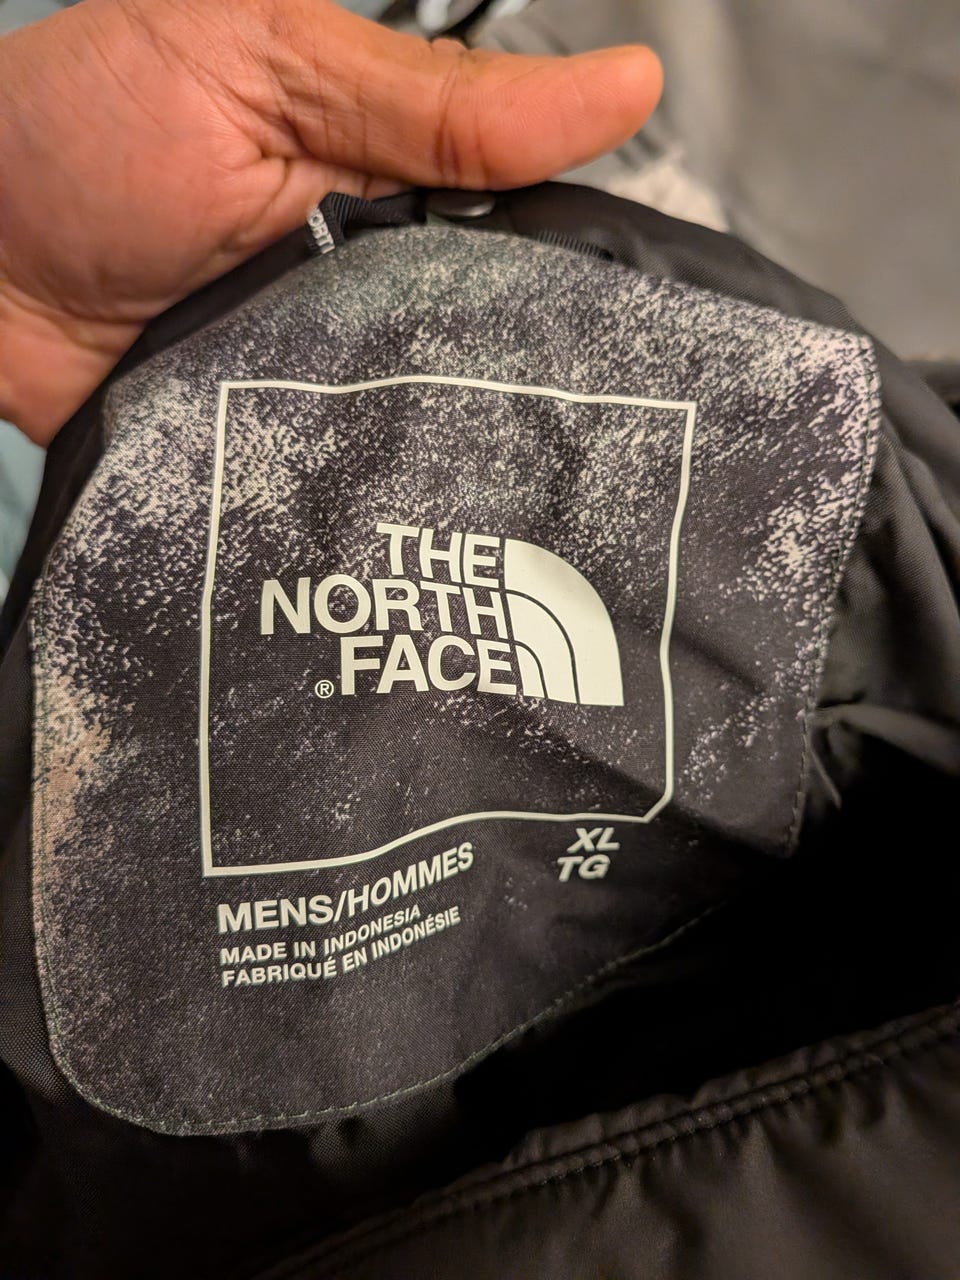 THE
NORTH
FACE
®
XL
TG
MENS/HOMMES
MADE IN INDONESIA
FABRIQUÉ EN INDONÉSIE